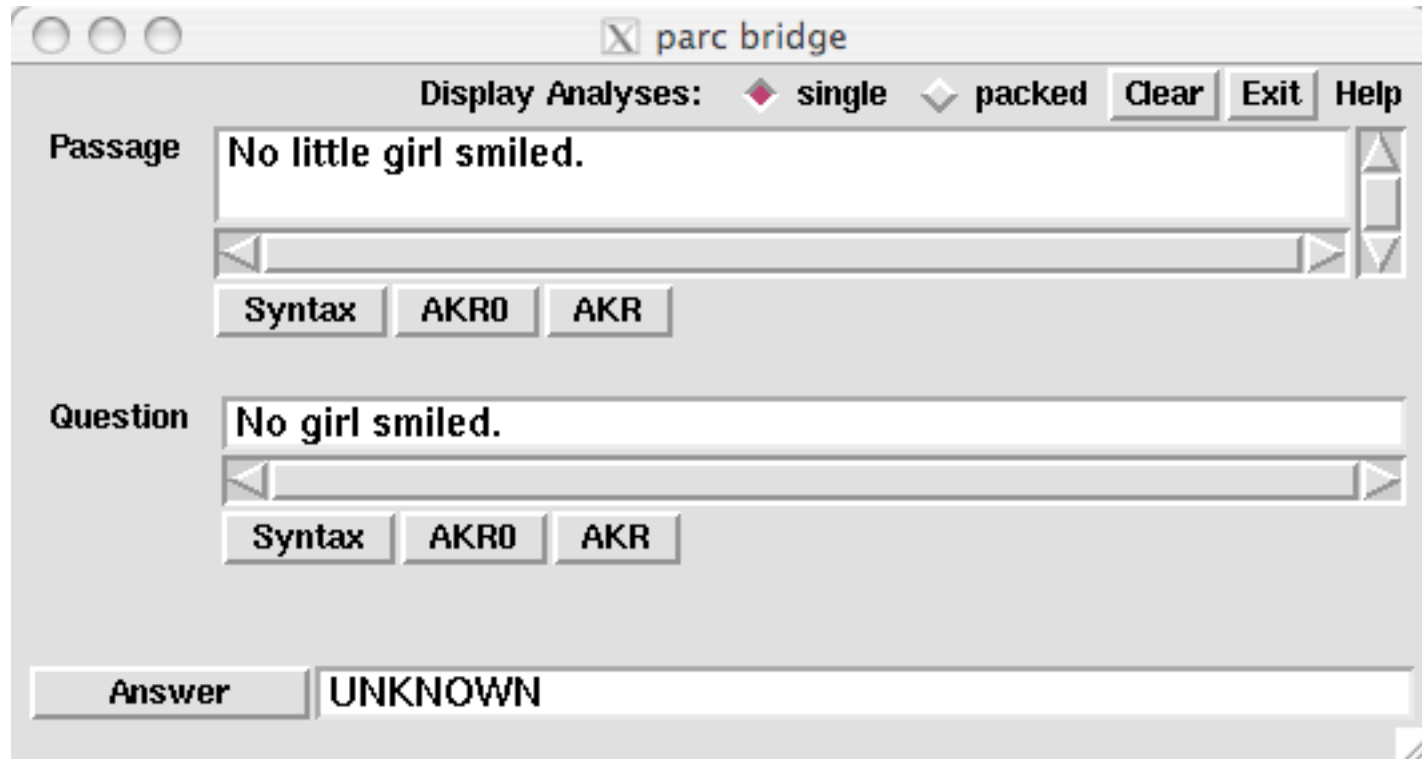 X parc bridge
Display Analyses: single packed Clear Exit Help
Passage No little girl smiled.
Syntax AKR0 AKR
Question No girl smiled.
Syntax AKR0 AKR
Answer UNKNOWN